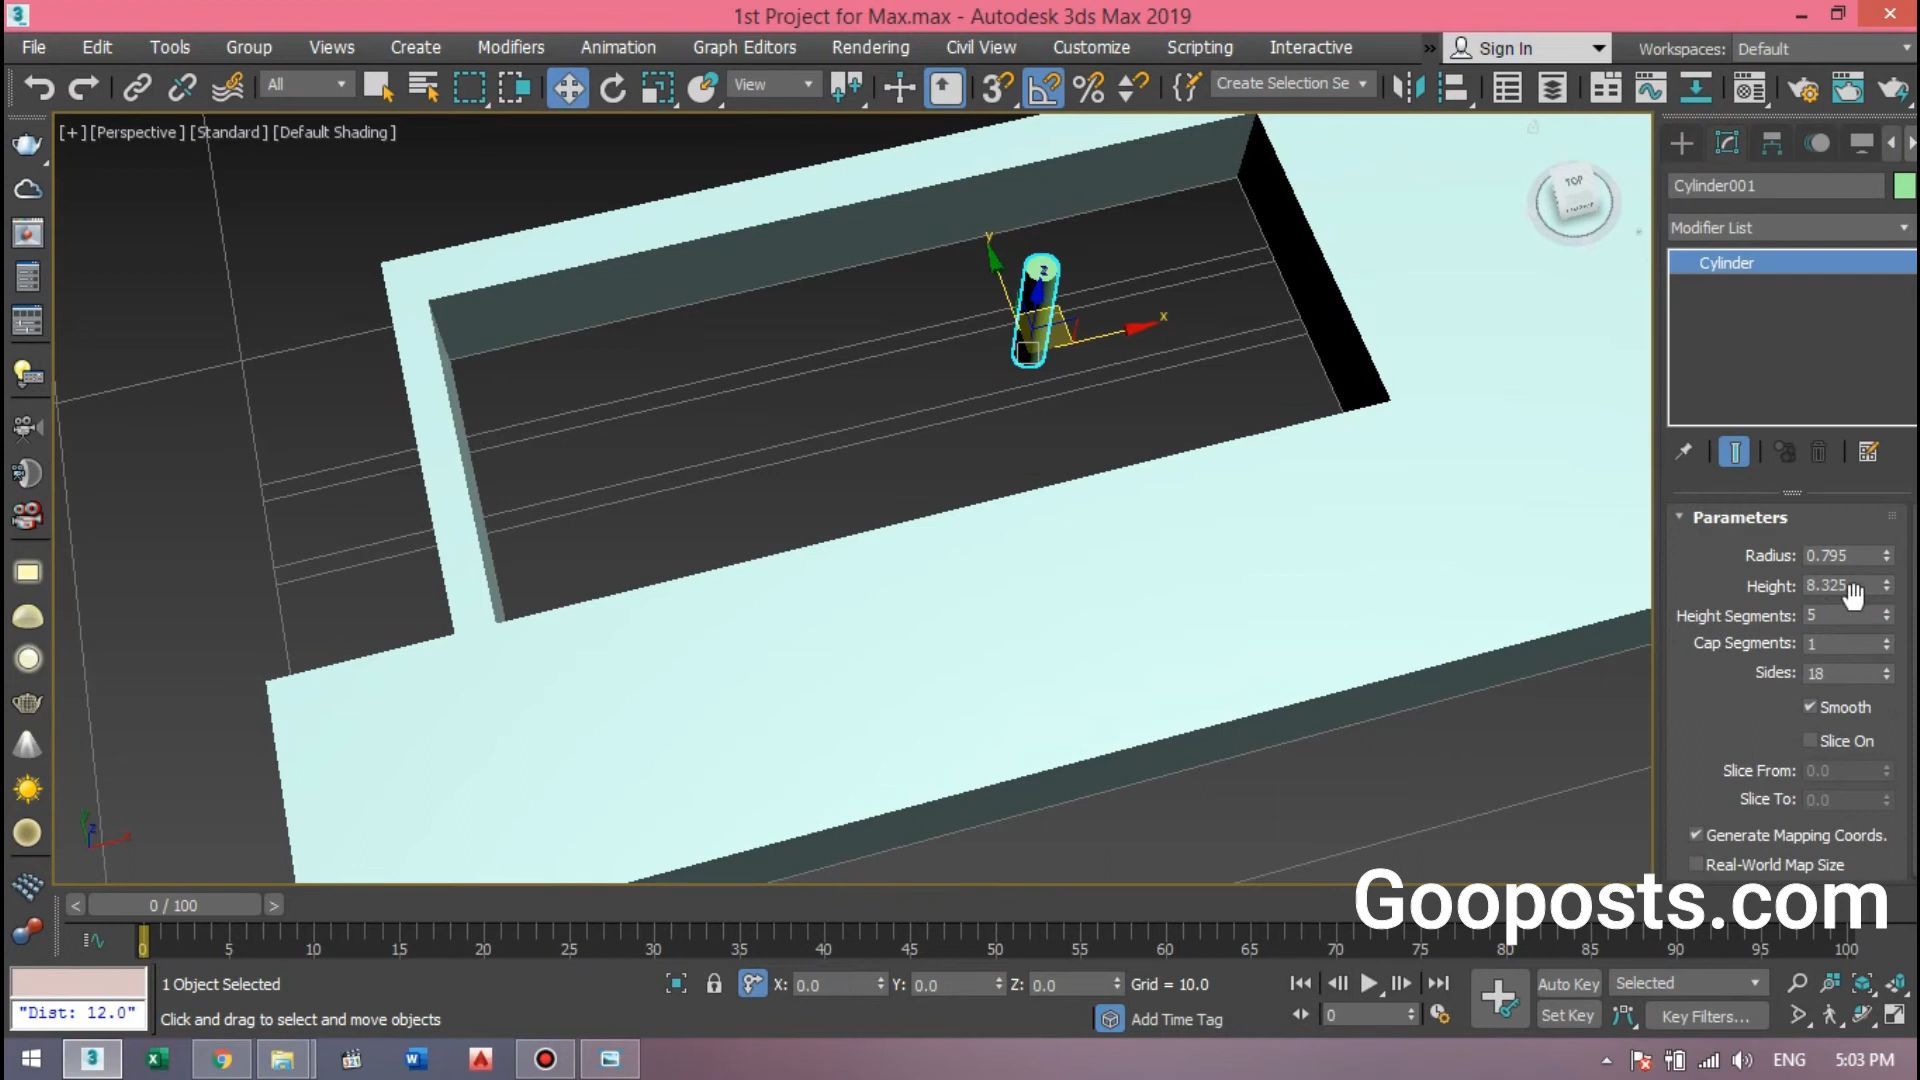 1st Project for Max.max - Autodesk 3ds Max 2019
File Edit Tools Group Views Create Modifiers Animation Graph Editors Rendering Civil View Customize Scripting Interactive Sign In Workspaces: Default
All View Create Selection Se
[+] [Perspective] [Standard] [Default Shading]
TOP
Cylinder001
Modifier List
Cylinder
y
z
x
Parameters
Radius: 0.795
Height: 8.325
Height Segments: 5
Cap Segments: 1
Sides: 18
Smooth
Slice On
Slice From: 0.0
Slice To: 0.0
Generate Mapping Coords.
Real-World Map Size
Gooposts.com
0 / 100
0 5 10 15 20 25 30 35 40 45 50 55 60 65 70 75 80 85 90 95 100
1 Object Selected X: 0.0 Y: 0.0 Z: 0.0 Grid = 10.0 Auto Key Selected
"Dist: 12.0" Click and drag to select and move objects Add Time Tag 0 Set Key Key Filters...
ENG 5:03 PM